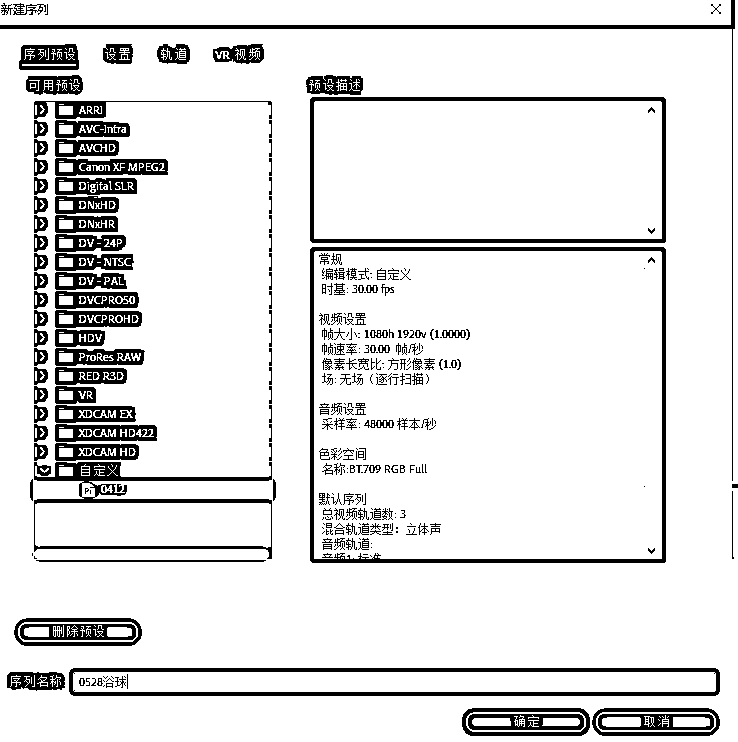 新建序列
序列预设 设置 轨道 VR 视频
可用预设
ARRI
AVC-Intra
AVCHD
Canon XF MPEG2
Digital SLR
DNxHD
DNxHR
DV - 24P
DV - NTSC
DV - PAL
DVCPRO50
DVCPROHD
HDV
ProRes RAW
RED R3D
VR
XDCAM EX
XDCAM HD422
XDCAM HD
自定义
0412
预设描述
常规
编辑模式: 自定义
时基: 30.00 fps
视频设置
帧大小: 1080h 1920v (1.0000)
帧速率: 30.00 帧/秒
像素长宽比: 方形像素 (1.0)
场: 无场（逐行扫描）
音频设置
采样率: 48000 样本/秒
色彩空间
名称:BT.709 RGB Full
默认序列
总视频轨道数: 3
混合轨道类型: 立体声
音频轨道:
音频1: 标准
删除预设
序列名称 0528浴球
确定 取消